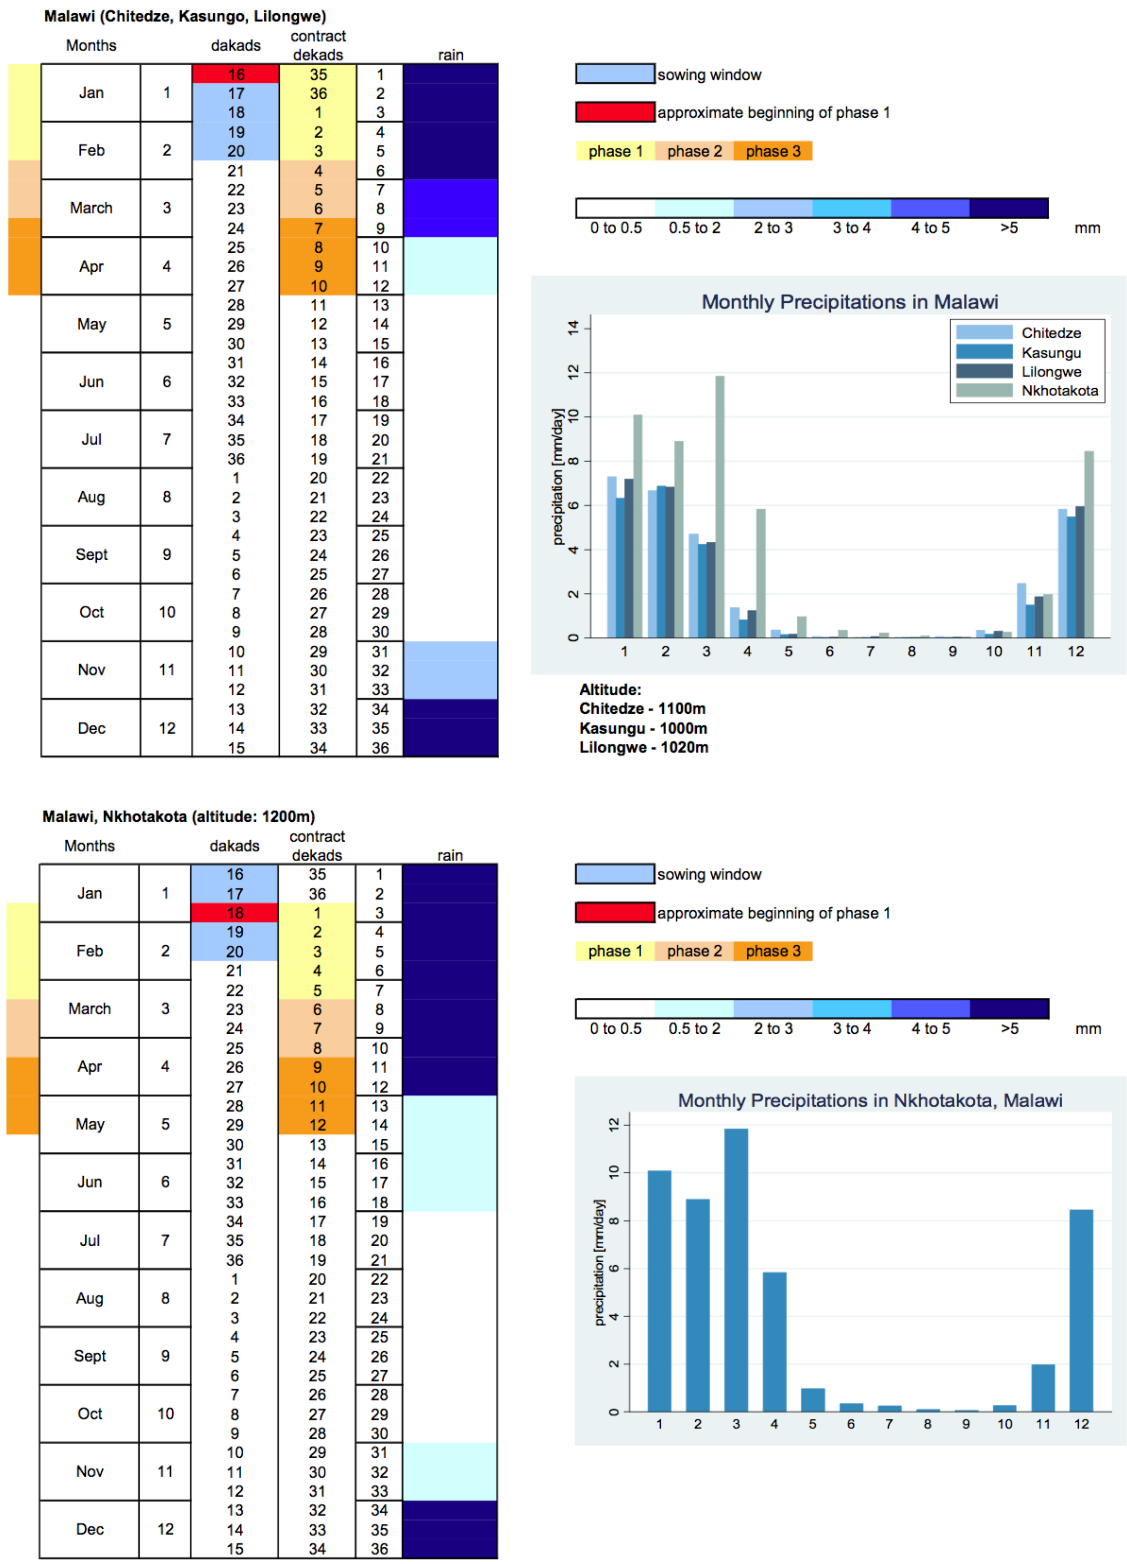 Malawi (Chitedze, Kasungo, Lilongwe)
Months dakads contract dekads rain
16 35 1
Jan 1 17 36 2
18 1 3
19 2 4
Feb 2 20 3 5
21 4 6
22 5 7
March 3 23 6 8
24 7 9
25 8 10
Apr 4 26 9 11
27 10 12
28 11 13
May 5 29 12 14
30 13 15
31 14 16
Jun 6 32 15 17
33 16 18
34 17 19
Jul 7 35 18 20
36 19 21
1 20 22
Aug 8 2 21 23
3 22 24
4 23 25
Sept 9 5 24 26
6 25 27
7 26 28
Oct 10 8 27 29
9 28 30
10 29 31
Nov 11 11 30 32
12 31 33
13 32 34
Dec 12 14 33 35
15 34 36
sowing window
approximate beginning of phase 1
phase 1 phase 2 phase 3
0 to 0.5 0.5 to 2 2 to 3 3 to 4 4 to 5 >5 mm
Monthly Precipitations in Malawi
Chitedze
Kasungu
Lilongwe
Nkhotakota
precipitation [mm/day]
14
12
10
8
6
4
2
0
1 2 3 4 5 6 7 8 9 10 11 12
Altitude:
Chitedze - 1100m
Kasungu - 1000m
Lilongwe - 1020m
Malawi, Nkhotakota (altitude: 1200m)
Months dakads contract dekads rain
16 35 1
Jan 1 17 36 2
18 1 3
19 2 4
Feb 2 20 3 5
21 4 6
22 5 7
March 3 23 6 8
24 7 9
25 8 10
Apr 4 26 9 11
27 10 12
28 11 13
May 5 29 12 14
30 13 15
31 14 16
Jun 6 32 15 17
33 16 18
34 17 19
Jul 7 35 18 20
36 19 21
1 20 22
Aug 8 2 21 23
3 22 24
4 23 25
Sept 9 5 24 26
6 25 27
7 26 28
Oct 10 8 27 29
9 28 30
10 29 31
Nov 11 11 30 32
12 31 33
13 32 34
Dec 12 14 33 35
15 34 36
sowing window
approximate beginning of phase 1
phase 1 phase 2 phase 3
0 to 0.5 0.5 to 2 2 to 3 3 to 4 4 to 5 >5 mm
Monthly Precipitations in Nkhotakota, Malawi
precipitation [mm/day]
12
10
8
6
4
2
0
1 2 3 4 5 6 7 8 9 10 11 12